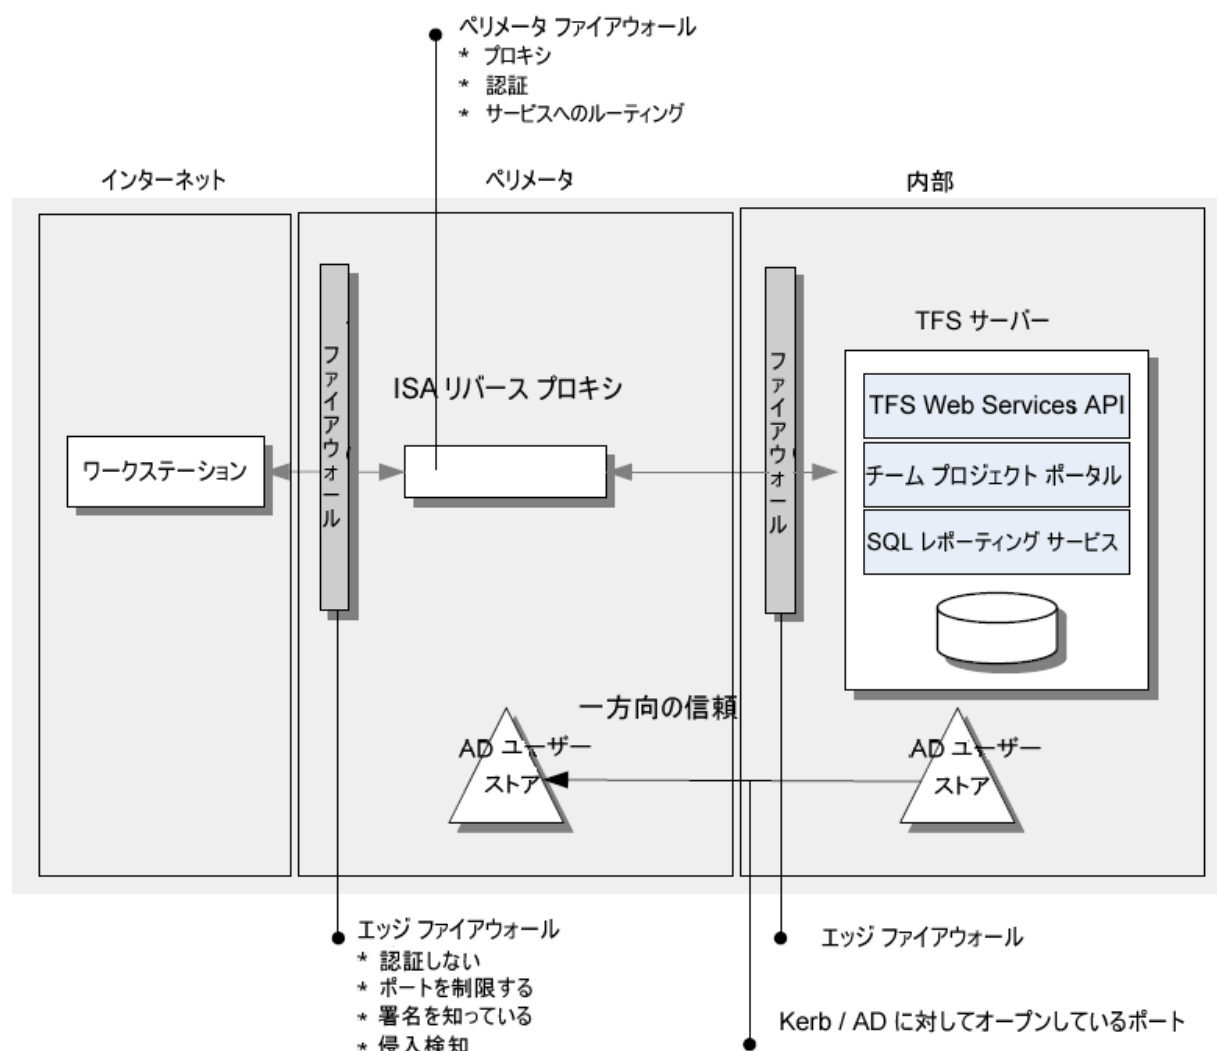 ペリメータ ファイアウォール
* プロキシ
* 認証
* サービスへのルーティング
インターネット
ペリメータ
内部
ファイアウォール
ISA リバース プロキシ
ワークステーション
ファイアウォール
TFS サーバー
TFS Web Services API
チーム プロジェクト ポータル
SQL レポーティング サービス
一方向の信頼
AD ユーザー
ストア
AD ユーザー
ストア
エッジ ファイアウォール
* 認証しない
* ポートを制限する
* 署名を知っている
* 侵入検知
エッジ ファイアウォール
Kerb / AD に対してオープンしているポート